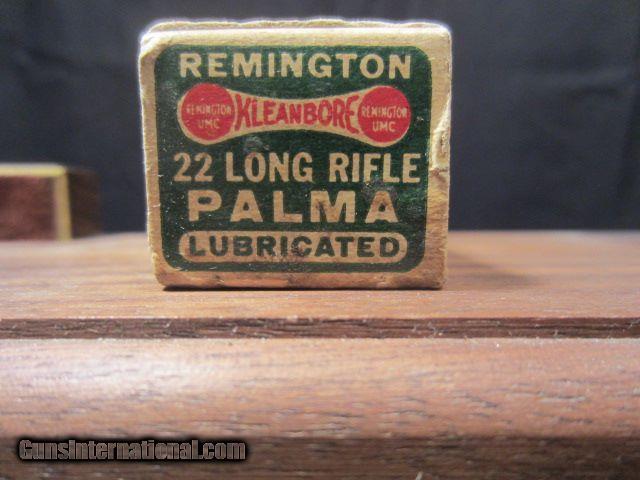 REMINGTON
REMINGTON UMC KLEANBORE REMINGTON UMC
22 LONG RIFLE
PALMA
LUBRICATED
GunsInternational.com